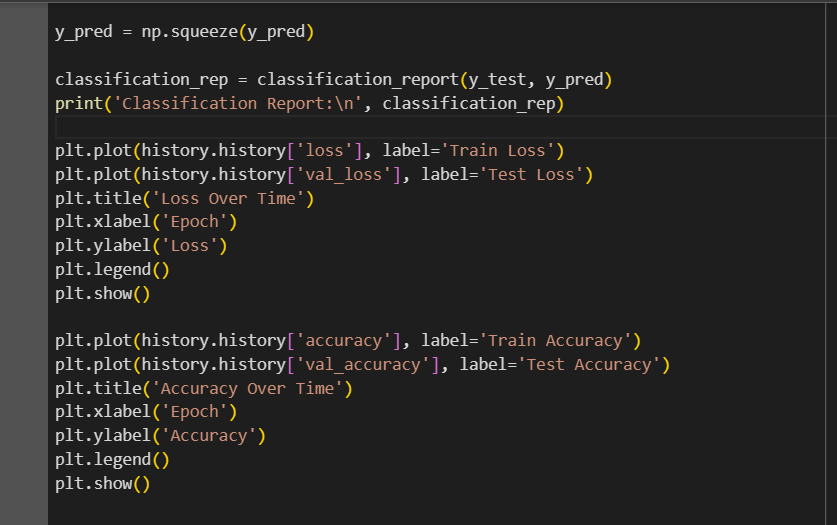 y_pred = np.squeeze(y_pred)
classification_rep = classification_report(y_test, y_pred)
print('Classification Report:\n', classification_rep)
plt.plot(history.history['loss'], label='Train Loss')
plt.plot(history.history['val_loss'], label='Test Loss')
plt.title('Loss Over Time')
plt.xlabel('Epoch')
plt.ylabel('Loss')
plt.legend()
plt.show()
plt.plot(history.history['accuracy'], label='Train Accuracy')
plt.plot(history.history['val_accuracy'], label='Test Accuracy')
plt.title('Accuracy Over Time')
plt.xlabel('Epoch')
plt.ylabel('Accuracy')
plt.legend()
plt.show()